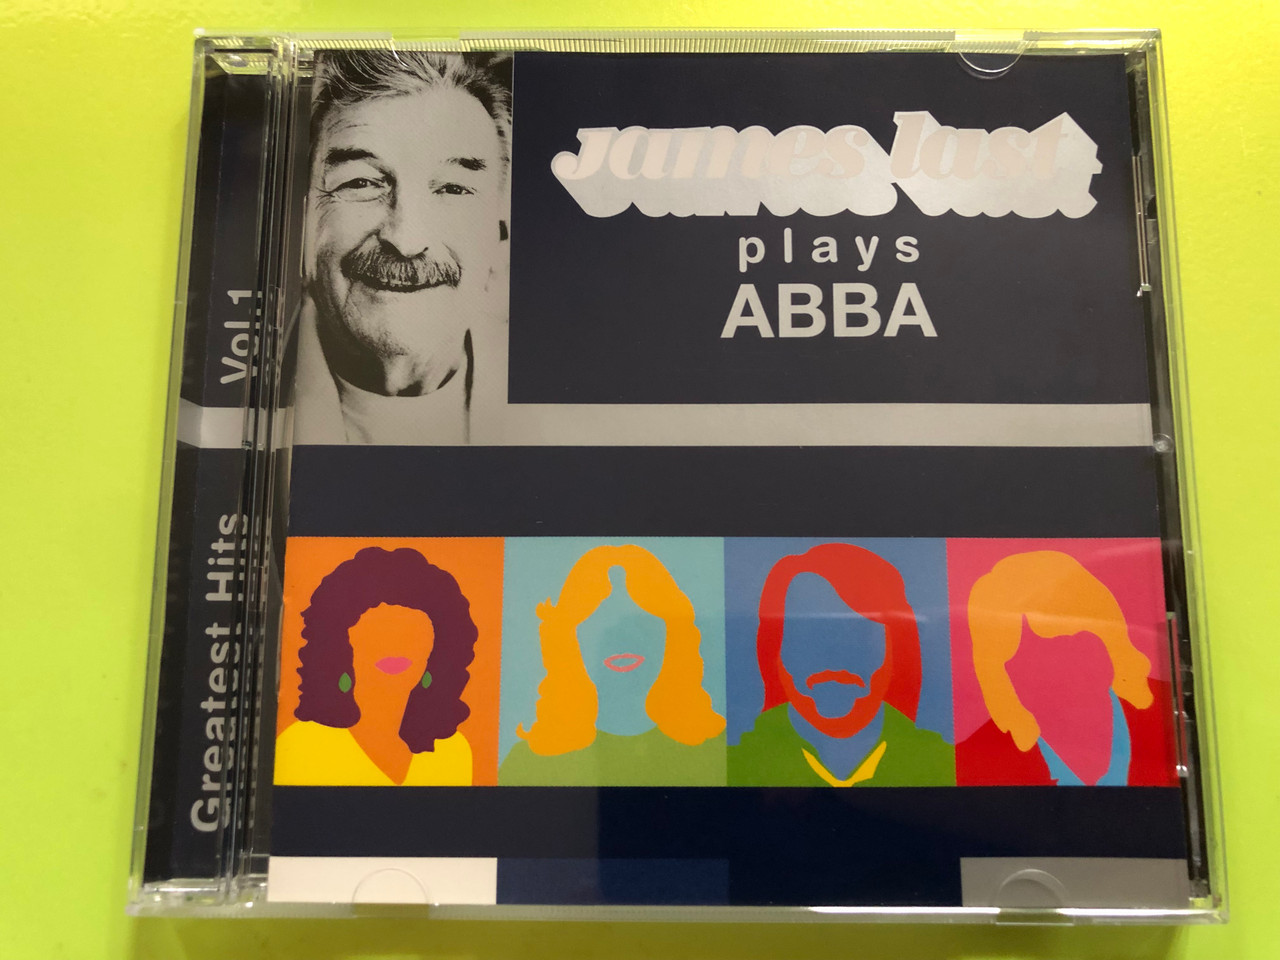 james last
plays
ABBA
Greatest Hits Vol.1